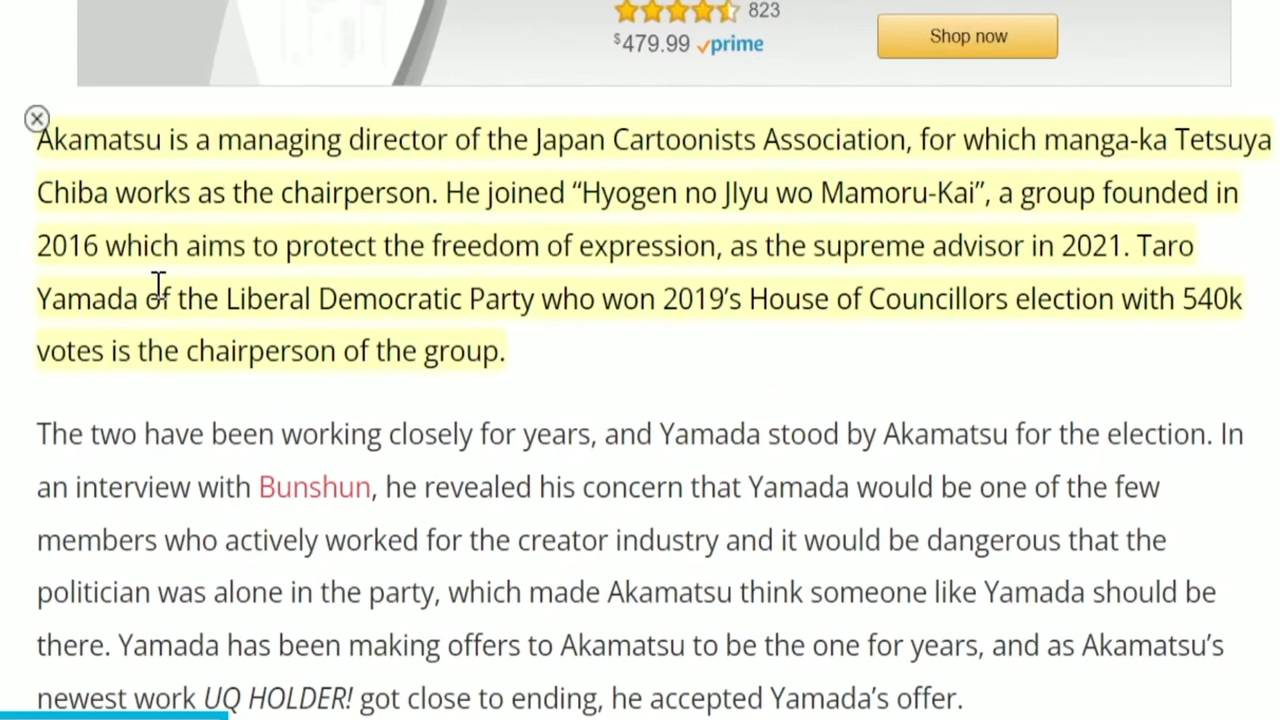 823
$479.99 prime
Shop now
Akamatsu is a managing director of the Japan Cartoonists Association, for which manga-ka Tetsuya
Chiba works as the chairperson. He joined “Hyogen no JIyu wo Mamoru-Kai”, a group founded in
2016 which aims to protect the freedom of expression, as the supreme advisor in 2021. Taro
Yamada of the Liberal Democratic Party who won 2019’s House of Councillors election with 540k
votes is the chairperson of the group.
The two have been working closely for years, and Yamada stood by Akamatsu for the election. In
an interview with Bunshun, he revealed his concern that Yamada would be one of the few
members who actively worked for the creator industry and it would be dangerous that the
politician was alone in the party, which made Akamatsu think someone like Yamada should be
there. Yamada has been making offers to Akamatsu to be the one for years, and as Akamatsu’s
newest work UQ HOLDER! got close to ending, he accepted Yamada’s offer.